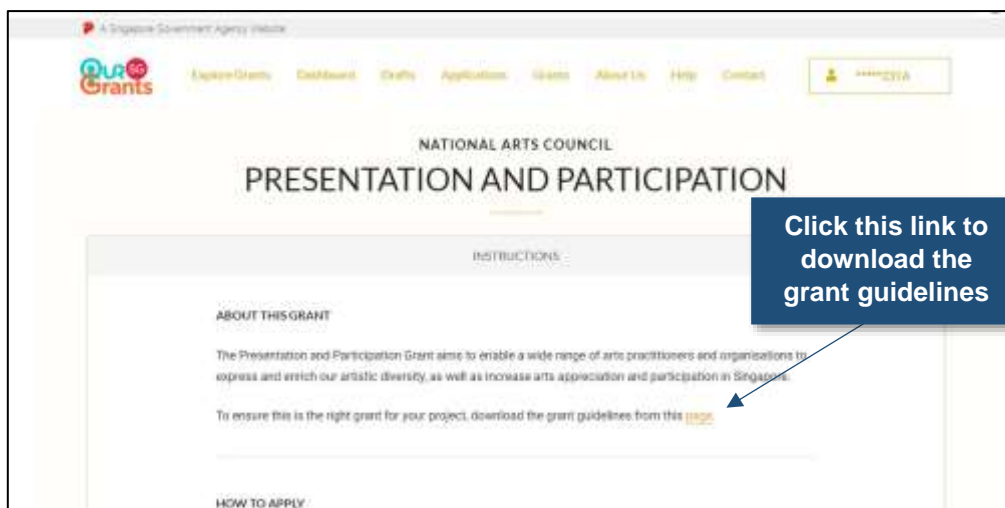 A Singapore Government Agency Website
OUR SG
Grants
Explore Grants Dashboard Drafts Applications Grants About Us Help Contact
NATIONAL ARTS COUNCIL
PRESENTATION AND PARTICIPATION
Click this link to
download the
grant guidelines
INSTRUCTIONS
ABOUT THIS GRANT
The Presentation and Participation Grant aims to enable a wide range of arts practitioners and organisations to
express and enrich our artistic diversity, as well as increase arts appreciation and participation in Singapore.
To ensure this is the right grant for your project, download the grant guidelines from this page.
HOW TO APPLY